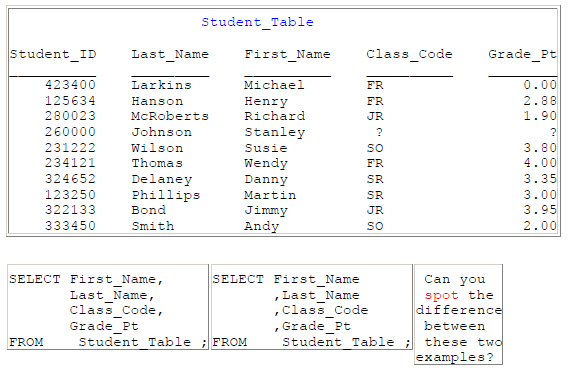 Student_Table
Student_ID Last_Name First_Name Class_Code Grade_Pt
423400 Larkins Michael FR 0.00
125634 Hanson Henry FR 2.88
280023 McRoberts Richard JR 1.90
260000 Johnson Stanley ? ?
231222 Wilson Susie SO 3.80
234121 Thomas Wendy FR 4.00
324652 Delaney Danny SR 3.35
123250 Phillips Martin SR 3.00
322133 Bond Jimmy JR 3.95
333450 Smith Andy SO 2.00
SELECT First_Name,
Last_Name,
Class_Code,
Grade_Pt
FROM Student_Table ;
SELECT First_Name
,Last_Name
,Class_Code
,Grade_Pt
FROM Student_Table ;
Can you
spot the
difference
between
these two
examples?